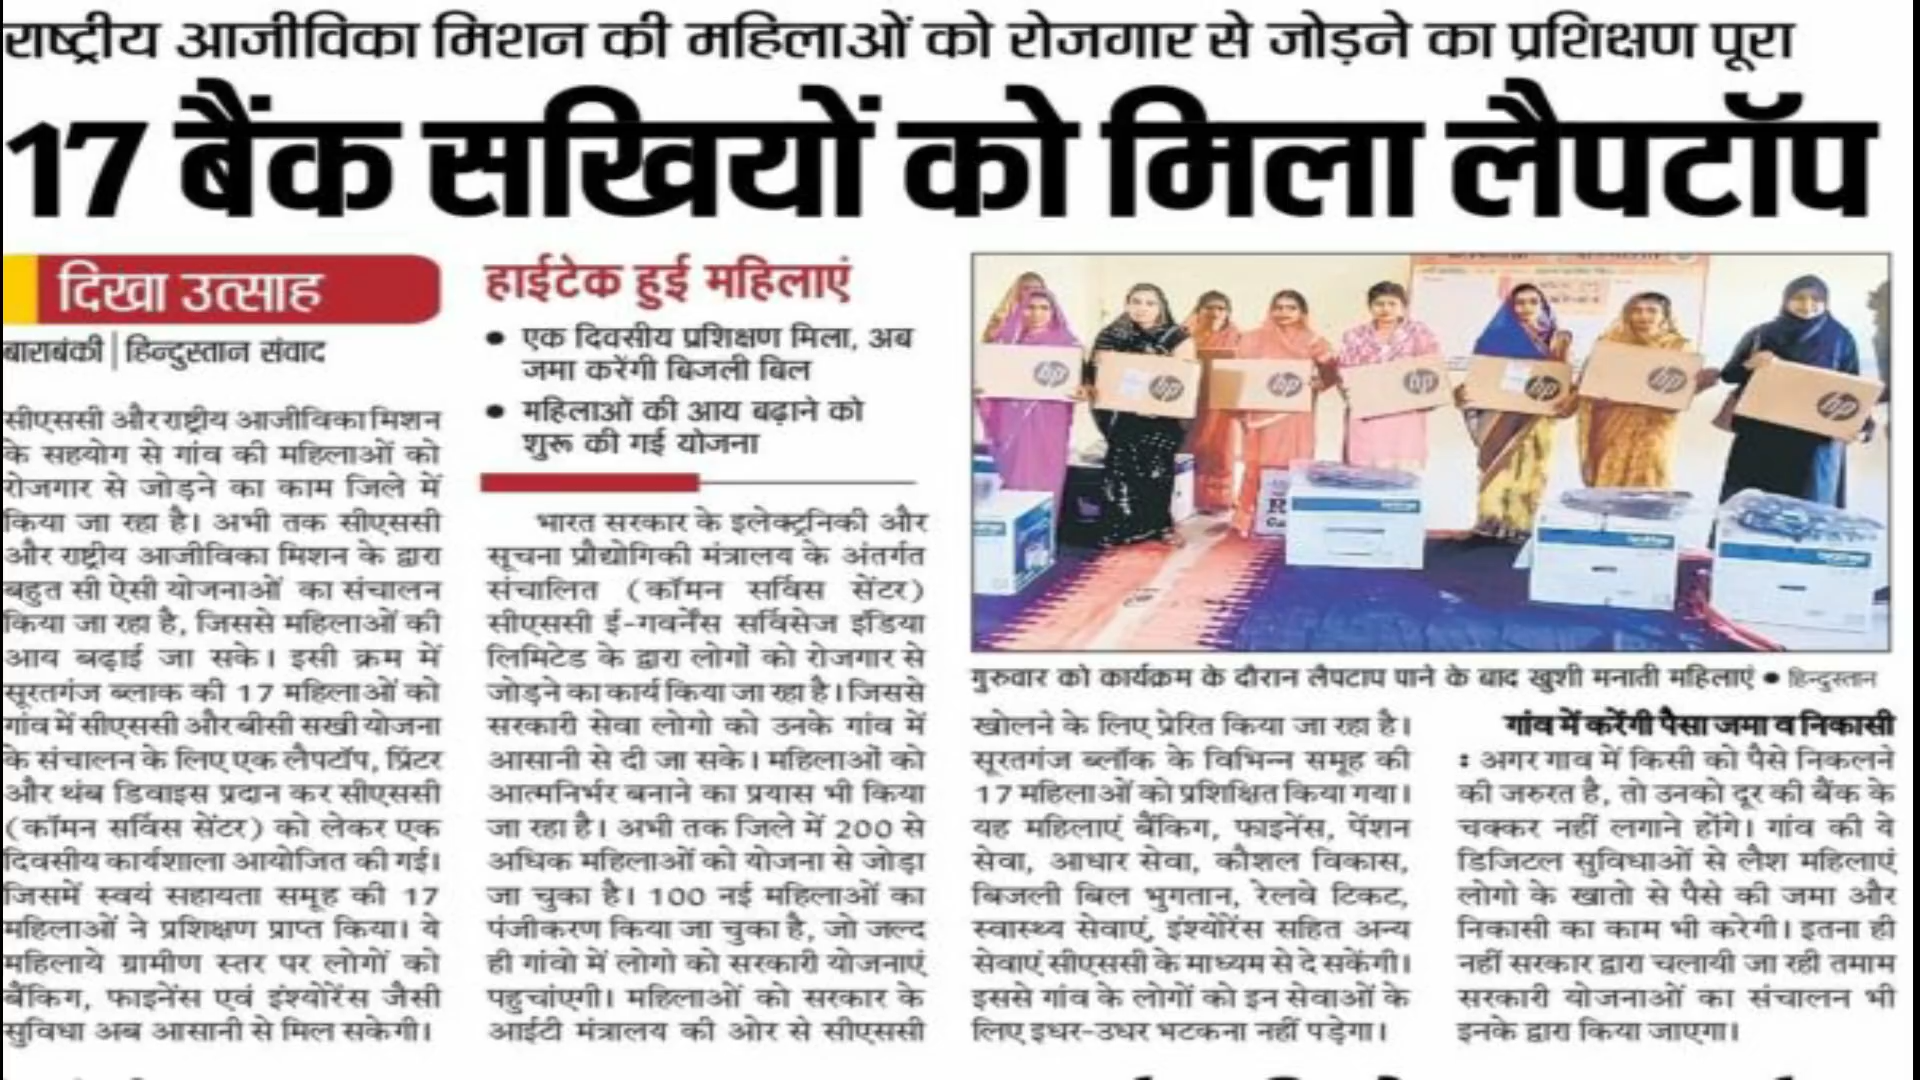 राष्ट्रीय आजीविका मिशन की महिलाओं को रोजगार से जोड़ने का प्रशिक्षण पूरा
17 बैंक सखियों को मिला लैपटॉप
दिखा उत्साह
बाराबंकी | हिन्दुस्तान संवाद
सीएससी और राष्ट्रीय आजीविका मिशन
के सहयोग से गांव की महिलाओं को
रोजगार से जोड़ने का काम जिले में
किया जा रहा है। अभी तक सीएससी
और राष्ट्रीय आजीविका मिशन के द्वारा
बहुत सी ऐसी योजनाओं का संचालन
किया जा रहा है, जिससे महिलाओं की
आय बढ़ाई जा सके। इसी क्रम में
सूरतगंज ब्लाक की 17 महिलाओं को
गांव में सीएससी और बीसी सखी योजना
के संचालन के लिए एक लैपटॉप, प्रिंटर
और थंब डिवाइस प्रदान कर सीएससी
(कॉमन सर्विस सेंटर) को लेकर एक
दिवसीय कार्यशाला आयोजित की गई।
जिसमें स्वयं सहायता समूह की 17
महिलाओं ने प्रशिक्षण प्राप्त किया। ये
महिलाये ग्रामीण स्तर पर लोगों को
बैंकिग, फाइनेंस एवं इंश्योरेंस जैसी
सुविधा अब आसानी से मिल सकेगी।
हाईटेक हुई महिलाएं
● एक दिवसीय प्रशिक्षण मिला, अब
जमा करेंगी बिजली बिल
● महिलाओं की आय बढ़ाने को
शुरू की गई योजना
भारत सरकार के इलेक्ट्रनिकी और
सूचना प्रौद्योगिकी मंत्रालय के अंतर्गत
संचालित (कॉमन सर्विस सेंटर)
सीएससी ई-गवर्नेंस सर्विसेज इंडिया
लिमिटेड के द्वारा लोगों को रोजगार से
जोड़ने का कार्य किया जा रहा है। जिससे
सरकारी सेवा लोगो को उनके गांव में
आसानी से दी जा सके। महिलाओं को
आत्मनिर्भर बनाने का प्रयास भी किया
जा रहा है। अभी तक जिले में 200 से
अधिक महिलाओं को योजना से जोड़ा
जा चुका है। 100 नई महिलाओं का
पंजीकरण किया जा चुका है, जो जल्द
ही गांवो में लोगो को सरकारी योजनाएं
पहुचांएगी। महिलाओं को सरकार के
आईटी मंत्रालय की ओर से सीएससी
hp hp hp hp hp hp hp
गुरुवार को कार्यक्रम के दौरान लैपटाप पाने के बाद खुशी मनाती महिलाएं ● हिन्दुस्तान
खोलने के लिए प्रेरित किया जा रहा है।
सूरतगंज ब्लॉक के विभिन्न समूह की
17 महिलाओं को प्रशिक्षित किया गया।
यह महिलाएं बैंकिग, फाइनेंस, पेंशन
सेवा, आधार सेवा, कौशल विकास,
बिजली बिल भुगतान, रेलवे टिकट,
स्वास्थ्य सेवाएं, इंश्योरेंस सहित अन्य
सेवाएं सीएससी के माध्यम से दे सकेंगी।
इससे गांव के लोगों को इन सेवाओं के
लिए इधर-उधर भटकना नहीं पड़ेगा।
गांव में करेंगी पैसा जमा व निकासी
: अगर गाव में किसी को पैसे निकलने
की जरुरत है, तो उनको दूर की बैंक के
चक्कर नहीं लगाने होंगे। गांव की ये
डिजिटल सुविधाओं से लैश महिलाएं
लोगो के खातो से पैसे की जमा और
निकासी का काम भी करेगी। इतना ही
नहीं सरकार द्वारा चलायी जा रही तमाम
सरकारी योजनाओं का संचालन भी
इनके द्वारा किया जाएगा।